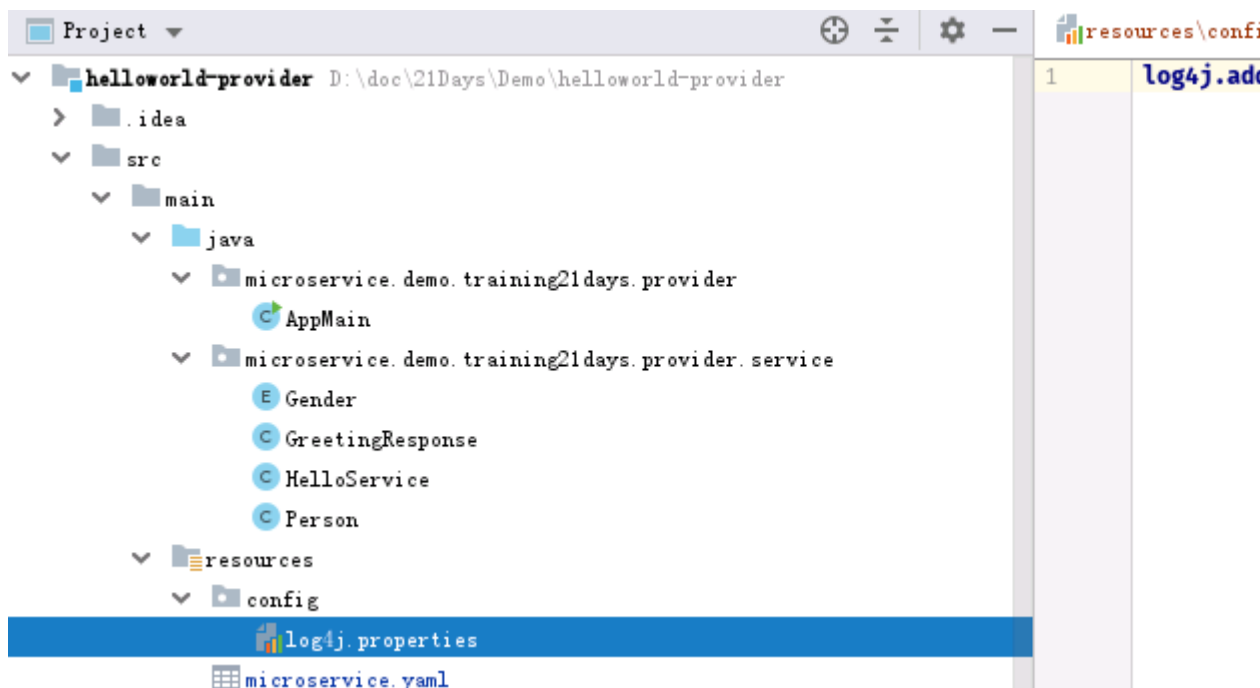 Project
resources\confi
helloworld-provider D:\doc\21Days\Demo\helloworld-provider
1 log4j.add
.idea
src
main
java
microservice.demo.training21days.provider
AppMain
microservice.demo.training21days.provider.service
E Gender
C GreetingResponse
C HelloService
C Person
resources
config
log4j.properties
microservice.yaml